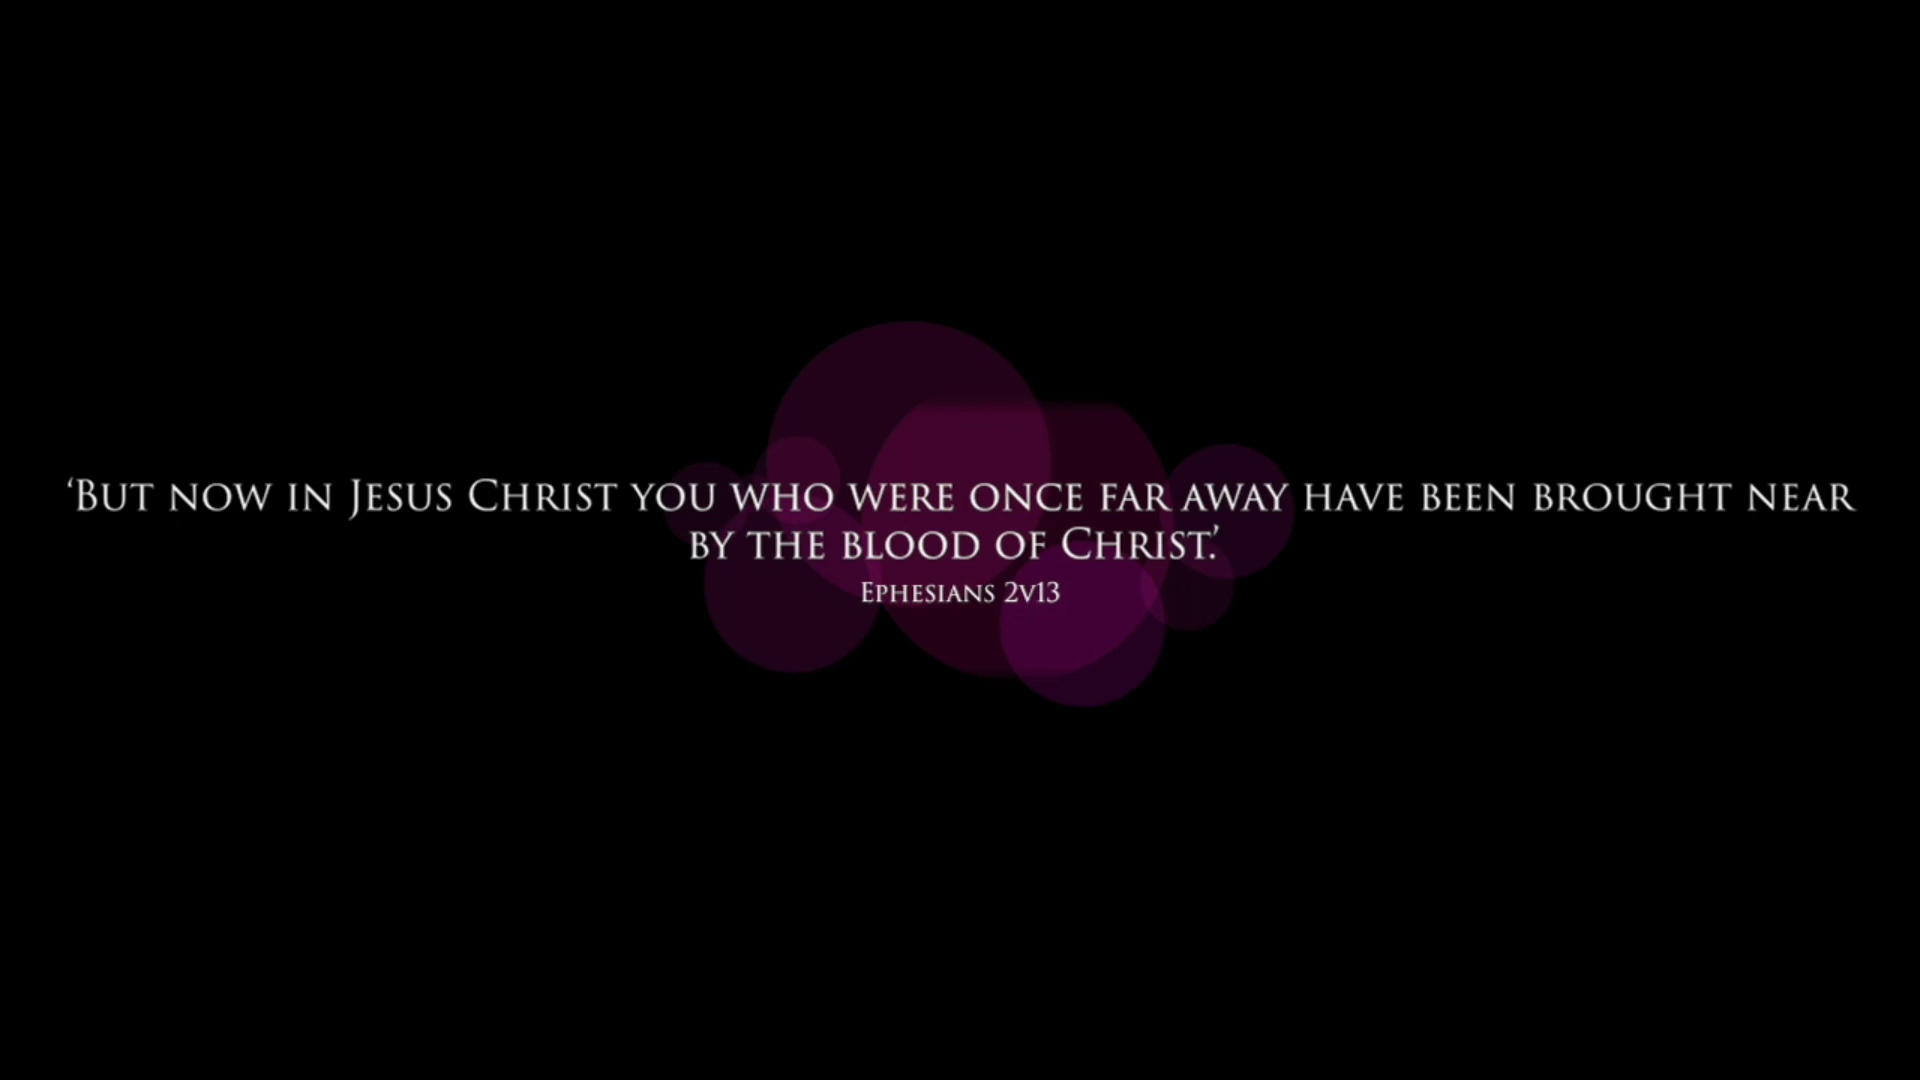 ‘But now in Jesus Christ you who were once far away have been brought near
by the blood of Christ.’
Ephesians 2v13